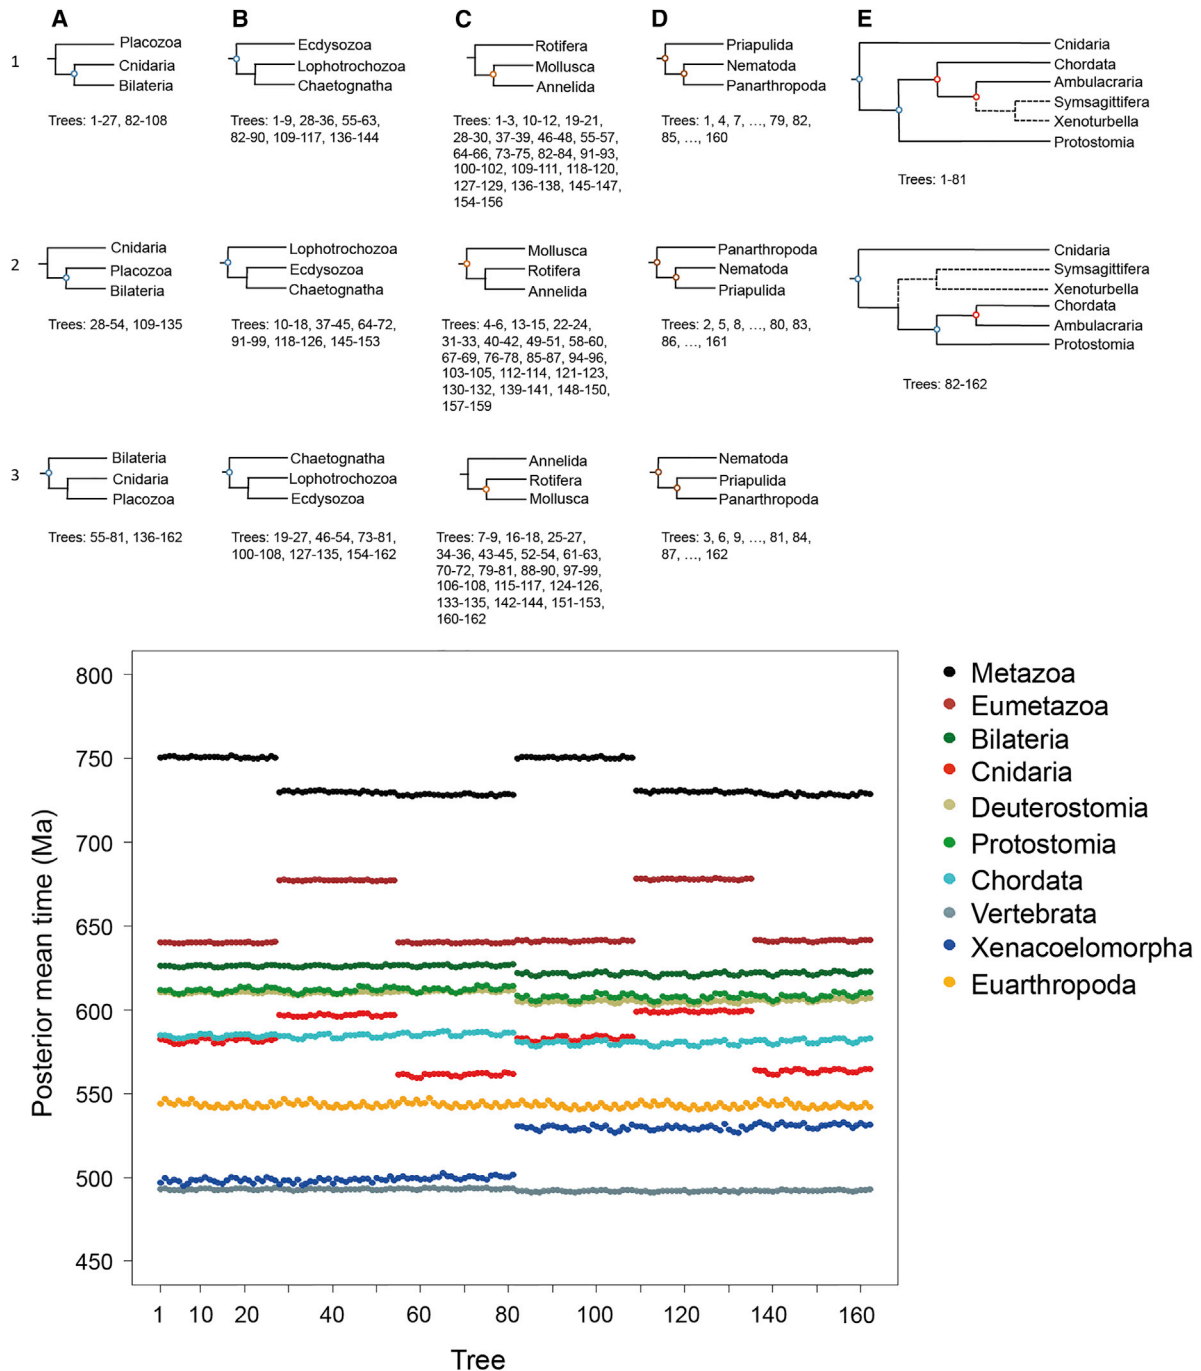 A B C D E
1
Placozoa
Cnidaria
Bilateria
Trees: 1-27, 82-108
Ecdysozoa
Lophotrochozoa
Chaetognatha
Trees: 1-9, 28-36, 55-63,
82-90, 109-117, 136-144
Rotifera
Mollusca
Annelida
Trees: 1-3, 10-12, 19-21,
28-30, 37-39, 46-48, 55-57,
64-66, 73-75, 82-84, 91-93,
100-102, 109-111, 118-120,
127-129, 136-138, 145-147,
154-156
Priapulida
Nematoda
Panarthropoda
Trees: 1, 4, 7, ..., 79, 82,
85, ..., 160
Cnidaria
Chordata
Ambulacraria
Symsagittifera
Xenoturbella
Protostomia
Trees: 1-81
2
Cnidaria
Placozoa
Bilateria
Trees: 28-54, 109-135
Lophotrochozoa
Ecdysozoa
Chaetognatha
Trees: 10-18, 37-45, 64-72,
91-99, 118-126, 145-153
Mollusca
Rotifera
Annelida
Trees: 4-6, 13-15, 22-24,
31-33, 40-42, 49-51, 58-60,
67-69, 76-78, 85-87, 94-96,
103-105, 112-114, 121-123,
130-132, 139-141, 148-150,
157-159
Panarthropoda
Nematoda
Priapulida
Trees: 2, 5, 8, ..., 80, 83,
86, ..., 161
Cnidaria
Symsagittifera
Xenoturbella
Chordata
Ambulacraria
Protostomia
Trees: 82-162
3
Bilateria
Cnidaria
Placozoa
Trees: 55-81, 136-162
Chaetognatha
Lophotrochozoa
Ecdysozoa
Trees: 19-27, 46-54, 73-81,
100-108, 127-135, 154-162
Annelida
Rotifera
Mollusca
Trees: 7-9, 16-18, 25-27,
34-36, 43-45, 52-54, 61-63,
70-72, 79-81, 88-90, 97-99,
106-108, 115-117, 124-126,
133-135, 142-144, 151-153,
160-162
Nematoda
Priapulida
Panarthropoda
Trees: 3, 6, 9, ..., 81, 84,
87, ..., 162
Posterior mean time (Ma)
800
750
700
650
600
550
500
450
1 10 20 40 60 80 100 120 140 160
Tree
Metazoa
Eumetazoa
Bilateria
Cnidaria
Deuterostomia
Protostomia
Chordata
Vertebrata
Xenacoelomorpha
Euarthropoda